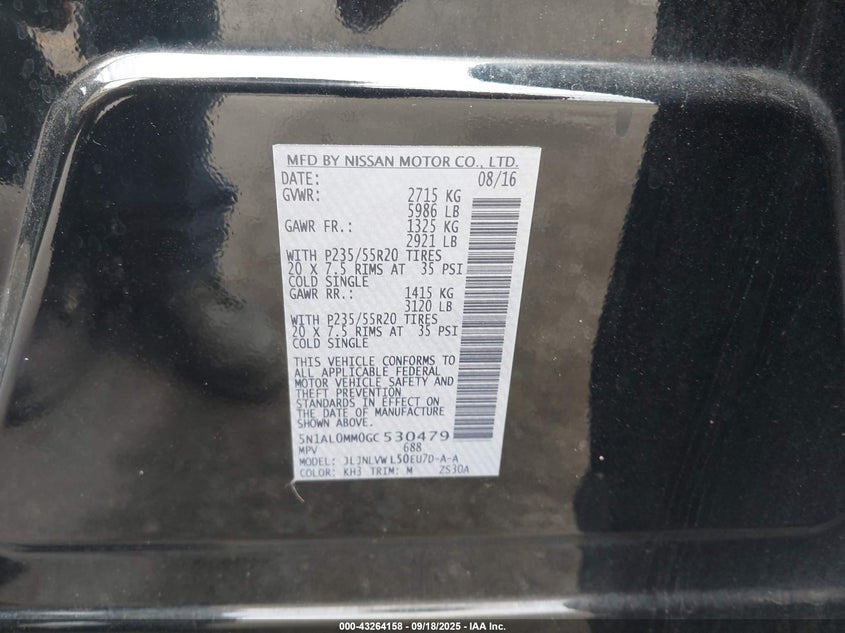 MFD BY NISSAN MOTOR CO., LTD.
DATE: 08/16
GVWR: 2715 KG
5986 LB
GAWR FR.: 1325 KG
2921 LB
WITH P235/55R20 TIRES
20 X 7.5 RIMS AT 35 PSI
COLD SINGLE
GAWR RR.: 1415 KG
3120 LB
WITH P235/55R20 TIRES
20 X 7.5 RIMS AT 35 PSI
COLD SINGLE
THIS VEHICLE CONFORMS TO
ALL APPLICABLE FEDERAL
MOTOR VEHICLE SAFETY AND
THEFT PREVENTION
STANDARDS IN EFFECT ON
THE DATE OF MANUFACTURE
SHOWN ABOVE.
5N1AL0MM0GC530479
MPV 688
MODEL: JLJNLVWL50EU7D-A-A
COLOR: KH3 TRIM: M ZS30A
000-43264158 - 09/18/2025 - IAA Inc.